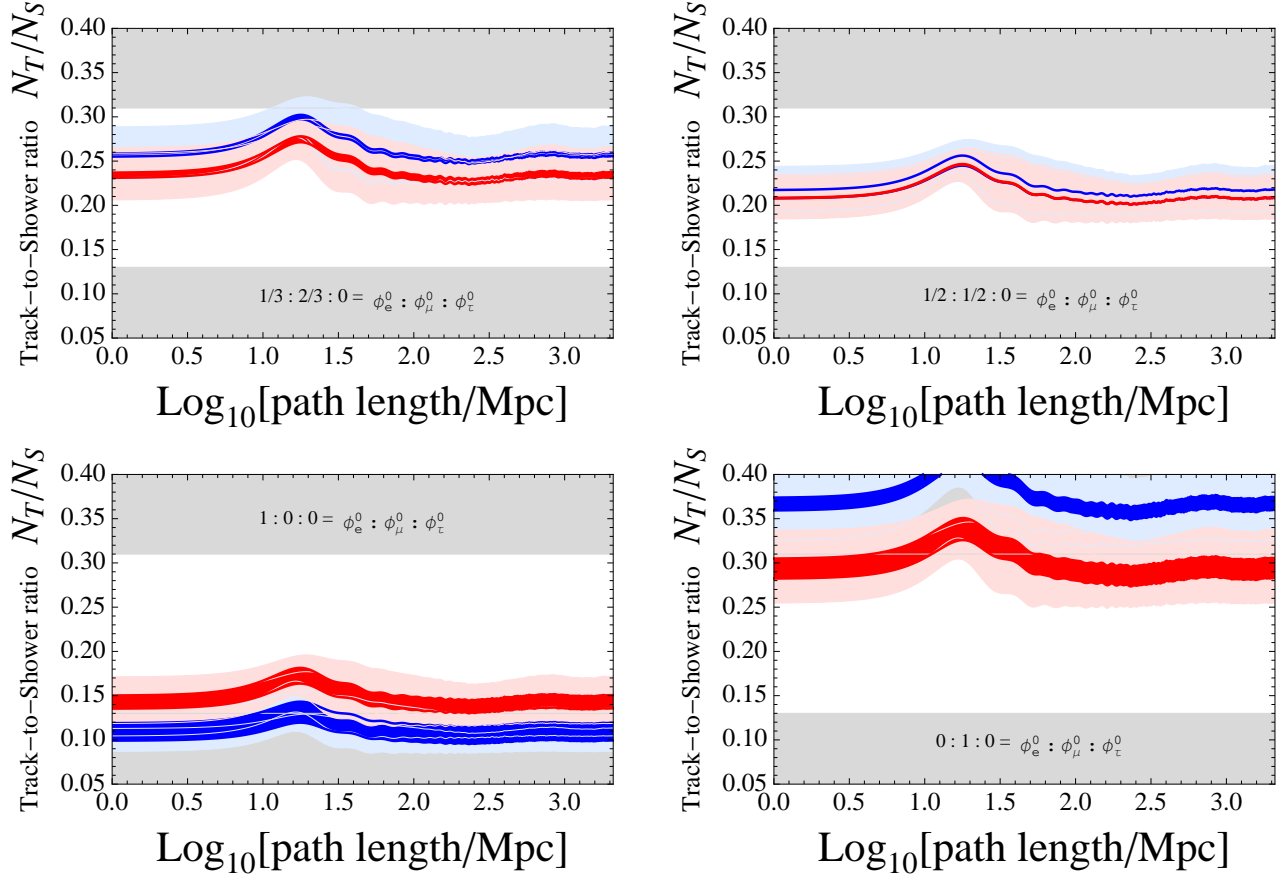 Track−to−Shower ratio N_T/N_S
0.40
0.35
0.30
0.25
0.20
0.15
0.10
0.05
1/3 : 2/3 : 0 = ϕ_e^0 : ϕ_μ^0 : ϕ_τ^0
0.0 0.5 1.0 1.5 2.0 2.5 3.0
Log_10[path length/Mpc]
Track−to−Shower ratio N_T/N_S
0.40
0.35
0.30
0.25
0.20
0.15
0.10
0.05
1/2 : 1/2 : 0 = ϕ_e^0 : ϕ_μ^0 : ϕ_τ^0
0.0 0.5 1.0 1.5 2.0 2.5 3.0
Log_10[path length/Mpc]
Track−to−Shower ratio N_T/N_S
0.40
0.35
0.30
0.25
0.20
0.15
0.10
0.05
1 : 0 : 0 = ϕ_e^0 : ϕ_μ^0 : ϕ_τ^0
0.0 0.5 1.0 1.5 2.0 2.5 3.0
Log_10[path length/Mpc]
Track−to−Shower ratio N_T/N_S
0.40
0.35
0.30
0.25
0.20
0.15
0.10
0.05
0 : 1 : 0 = ϕ_e^0 : ϕ_μ^0 : ϕ_τ^0
0.0 0.5 1.0 1.5 2.0 2.5 3.0
Log_10[path length/Mpc]